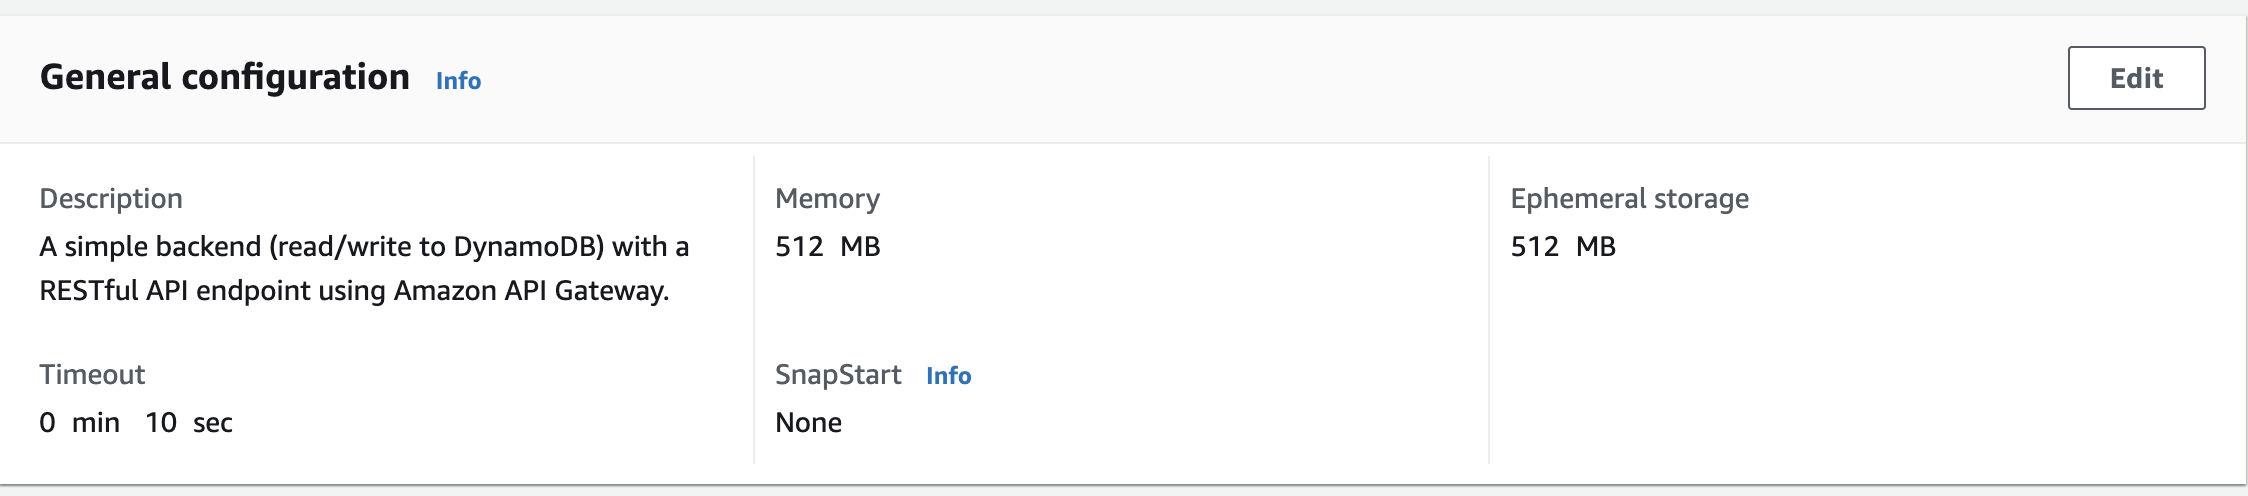 General configuration Info
Edit
Description
A simple backend (read/write to DynamoDB) with a
RESTful API endpoint using Amazon API Gateway.
Memory
512 MB
Ephemeral storage
512 MB
Timeout
0 min 10 sec
SnapStart Info
None